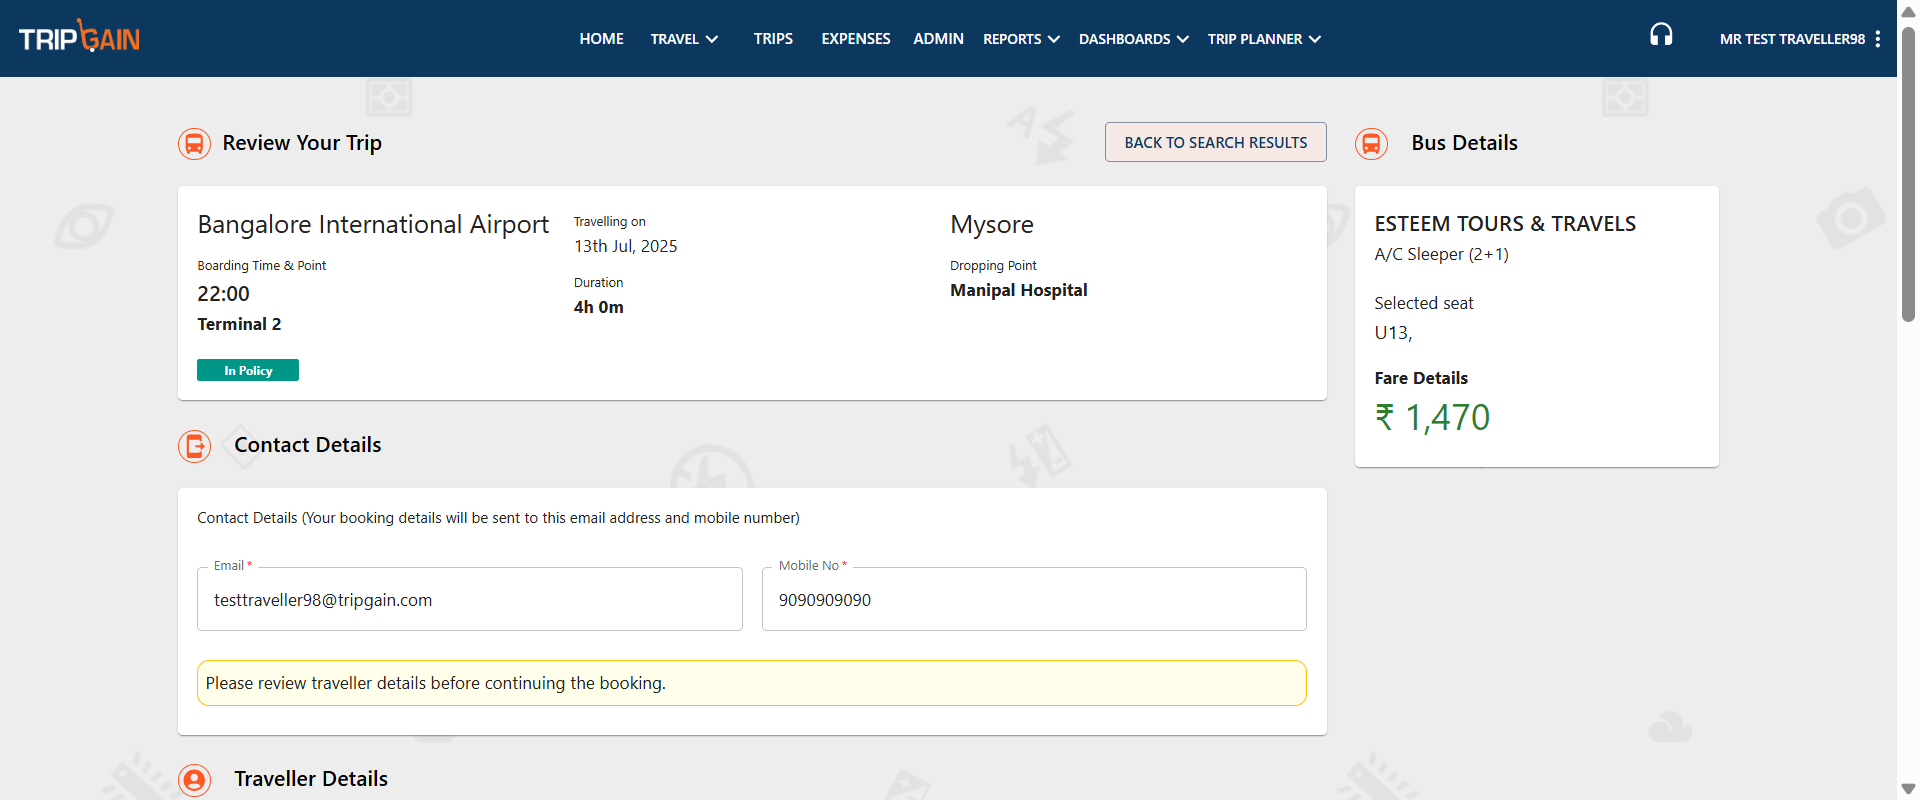 TRIPGAIN
HOME TRAVEL TRIPS EXPENSES ADMIN REPORTS DASHBOARDS TRIP PLANNER
MR TEST TRAVELLER98
Review Your Trip
BACK TO SEARCH RESULTS
Bangalore International Airport
Boarding Time & Point
22:00
Terminal 2
In Policy
Travelling on
13th Jul, 2025
Duration
4h 0m
Mysore
Dropping Point
Manipal Hospital
Bus Details
ESTEEM TOURS & TRAVELS
A/C Sleeper (2+1)
Selected seat
U13,
Fare Details
₹ 1,470
Contact Details
Contact Details (Your booking details will be sent to this email address and mobile number)
Email *
testtraveller98@tripgain.com
Mobile No *
9090909090
Please review traveller details before continuing the booking.
Traveller Details